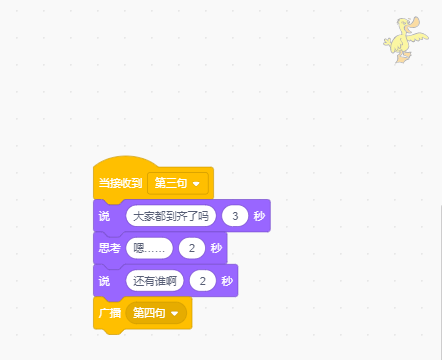 当接收到 第三句
说 大家都到齐了吗 3 秒
思考 嗯…… 2 秒
说 还有谁啊 2 秒
广播 第四句